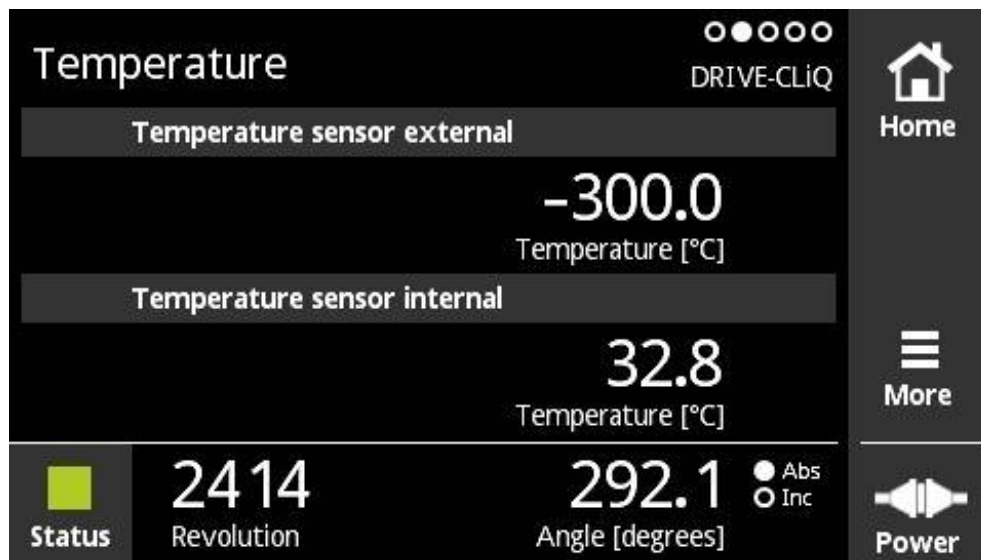 Temperature
DRIVE-CLiQ
Home
Temperature sensor external
-300.0
Temperature [°C]
Temperature sensor internal
32.8
Temperature [°C]
More
2414
292.1
Abs
Inc
Status
Revolution
Angle [degrees]
Power